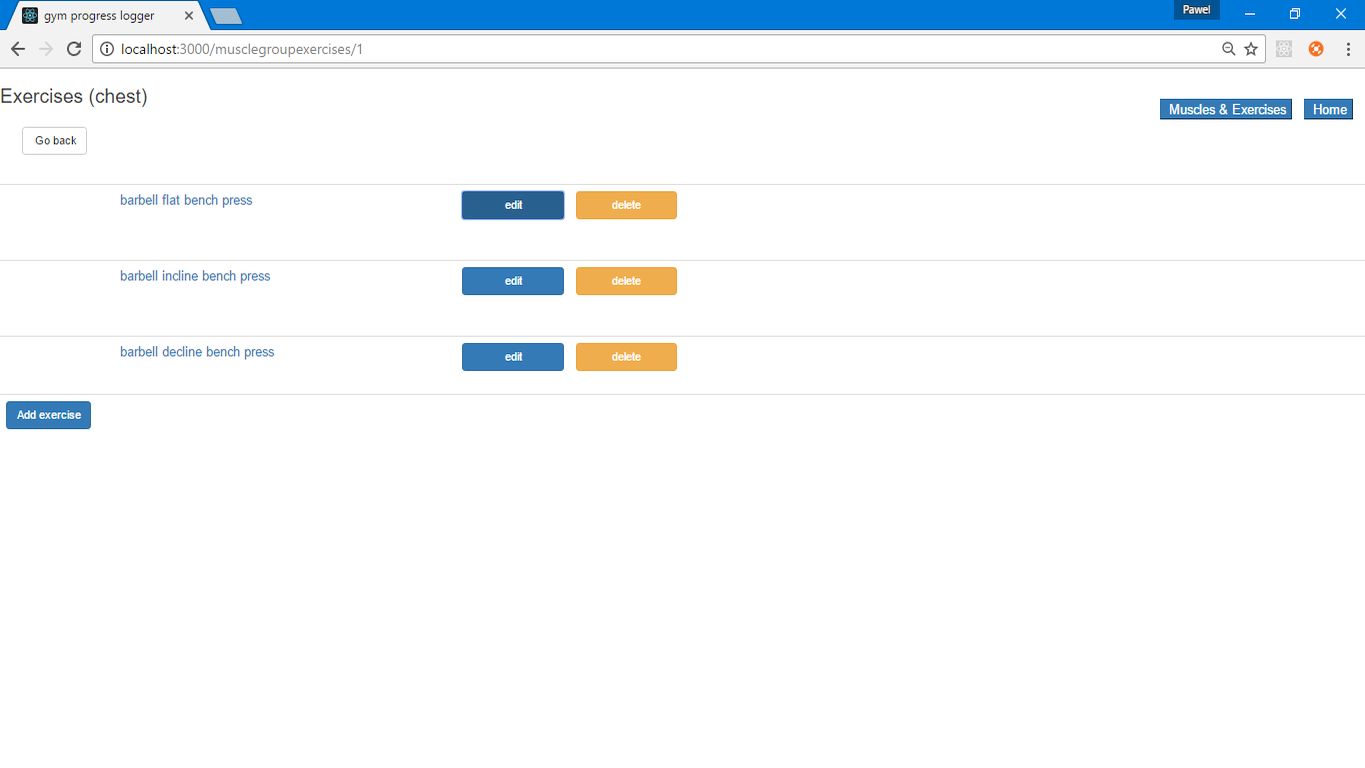 gym progress logger
Pawel
localhost:3000/musclegroupexercises/1
Exercises (chest)
Muscles & Exercises Home
Go back
barbell flat bench press edit delete
barbell incline bench press edit delete
barbell decline bench press edit delete
Add exercise